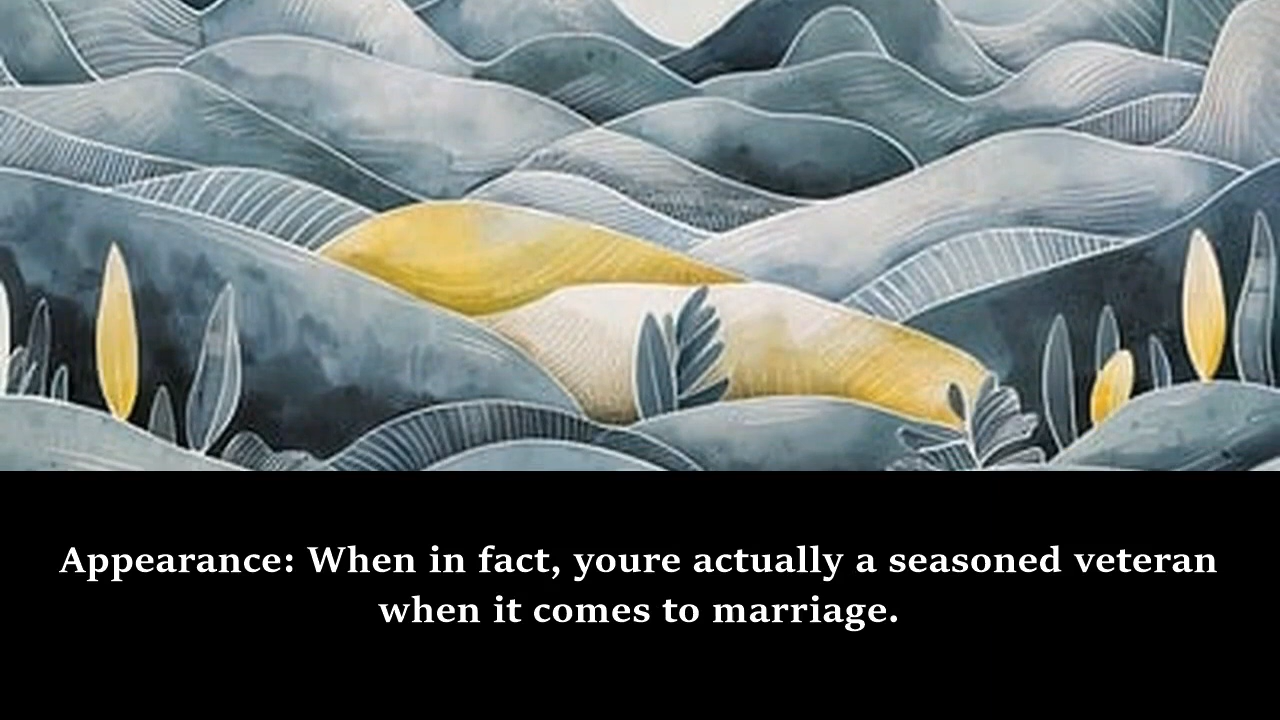 Appearance: When in fact, youre actually a seasoned veteran
when it comes to marriage.